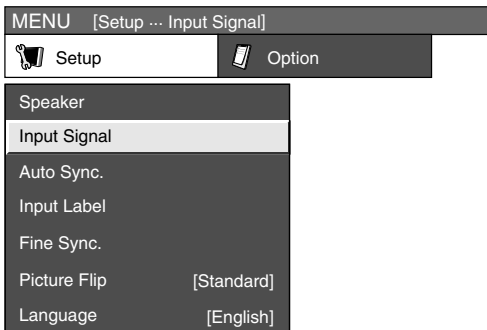 MENU [Setup ··· Input Signal]
Setup Option
Speaker
Input Signal
Auto Sync.
Input Label
Fine Sync.
Picture Flip [Standard]
Language [English]